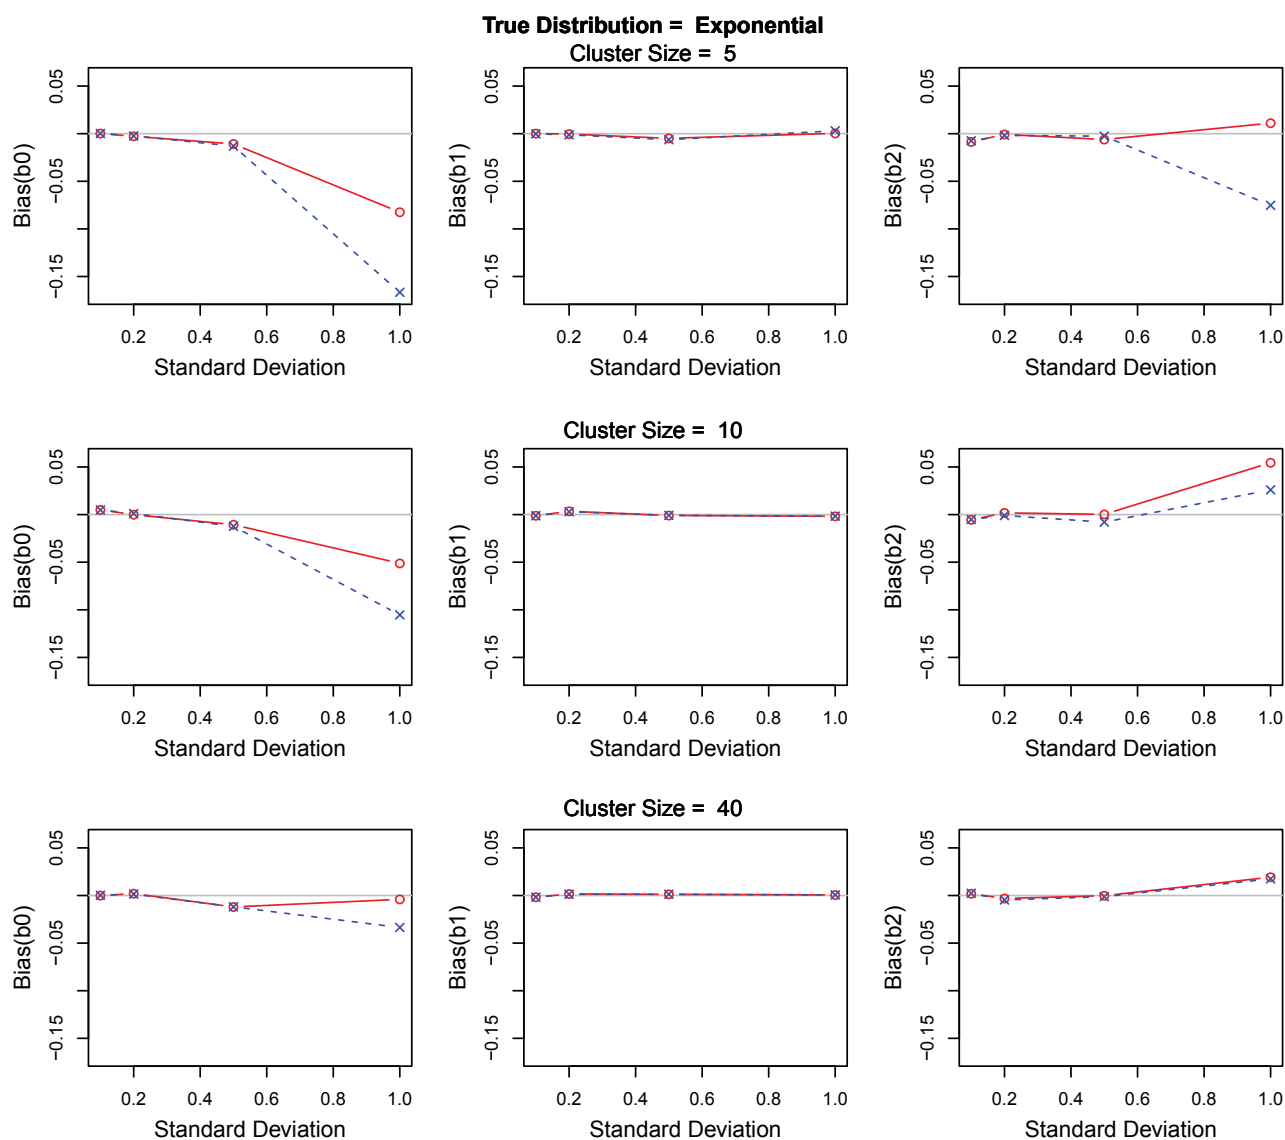 True Distribution =  Exponential
Cluster Size =  5
Bias(b0)
0.05
−0.05
−0.15
0.2 0.4 0.6 0.8 1.0
Standard Deviation
Bias(b1)
0.05
−0.05
−0.15
0.2 0.4 0.6 0.8 1.0
Standard Deviation
Bias(b2)
0.05
−0.05
−0.15
0.2 0.4 0.6 0.8 1.0
Standard Deviation
Cluster Size =  10
Bias(b0)
0.05
−0.05
−0.15
0.2 0.4 0.6 0.8 1.0
Standard Deviation
Bias(b1)
0.05
−0.05
−0.15
0.2 0.4 0.6 0.8 1.0
Standard Deviation
Bias(b2)
0.05
−0.05
−0.15
0.2 0.4 0.6 0.8 1.0
Standard Deviation
Cluster Size =  40
Bias(b0)
0.05
−0.05
−0.15
0.2 0.4 0.6 0.8 1.0
Standard Deviation
Bias(b1)
0.05
−0.05
−0.15
0.2 0.4 0.6 0.8 1.0
Standard Deviation
Bias(b2)
0.05
−0.05
−0.15
0.2 0.4 0.6 0.8 1.0
Standard Deviation